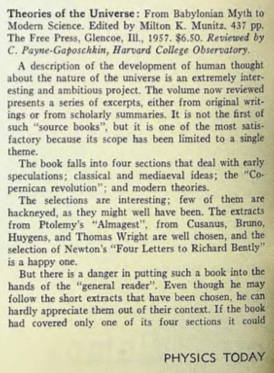 Theories of the Universe: From Babylonian Myth to
Modern Science. Edited by Milton K. Munitz. 437 pp.
The Free Press, Glencoe, Ill., 1957. $6.50. Reviewed by
C. Payne-Gaposchkin, Harvard College Observatory.
A description of the development of human thought
about the nature of the universe is an extremely inter-
esting and ambitious project. The volume now reviewed
presents a series of excerpts, either from original writ-
ings or from scholarly summaries. It is not the first of
such "source books", but it is one of the most satis-
factory because its scope has been limited to a single
theme.
The book falls into four sections that deal with early
speculations; classical and mediaeval ideas; the "Co-
pernican revolution"; and modern theories.
The selections are interesting; few of them are
hackneyed, as they might well have been. The extracts
from Ptolemy's "Almagest", from Cusanus, Bruno,
Huygens, and Thomas Wright are well chosen, and the
selection of Newton's "Four Letters to Richard Bently"
is a happy one.
But there is a danger in putting such a book into the
hands of the "general reader". Even though he may
follow the short extracts that have been chosen, he can
hardly appreciate them out of their context. If the book
had covered only one of its four sections it could
PHYSICS TODAY